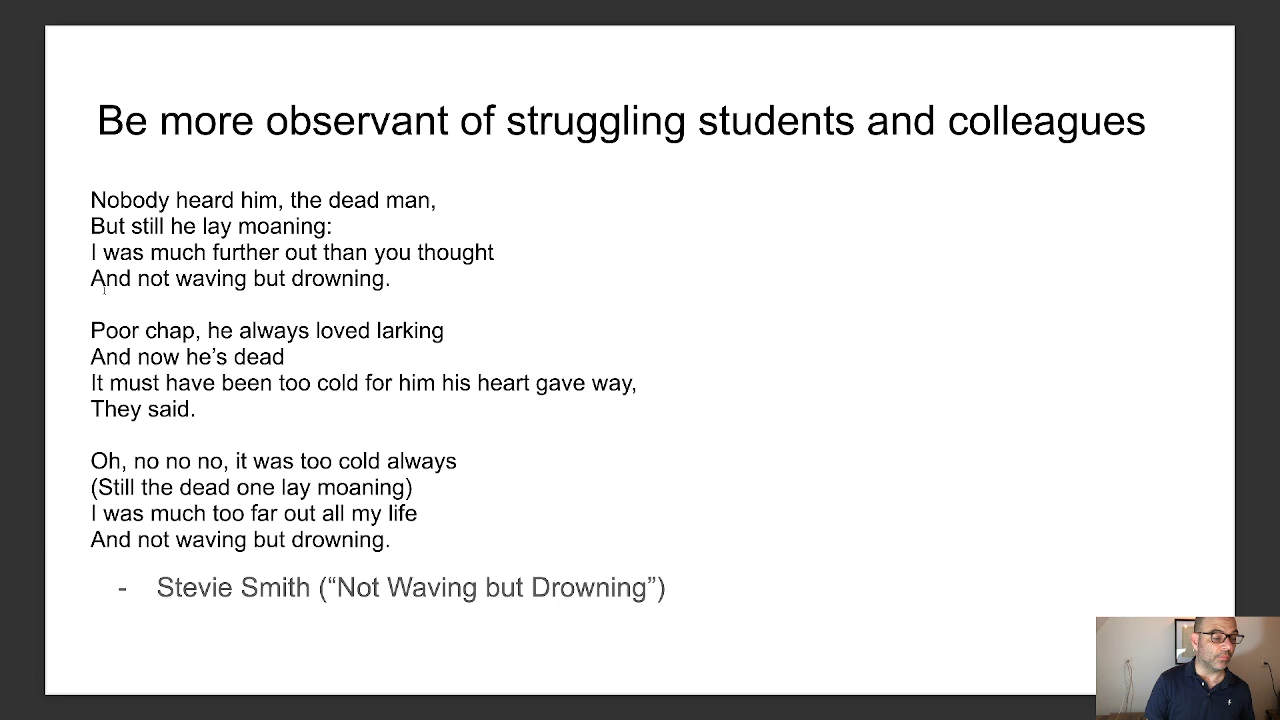 Be more observant of struggling students and colleagues
Nobody heard him, the dead man,
But still he lay moaning:
I was much further out than you thought
And not waving but drowning.
Poor chap, he always loved larking
And now he’s dead
It must have been too cold for him his heart gave way,
They said.
Oh, no no no, it was too cold always
(Still the dead one lay moaning)
I was much too far out all my life
And not waving but drowning.
- Stevie Smith (“Not Waving but Drowning”)